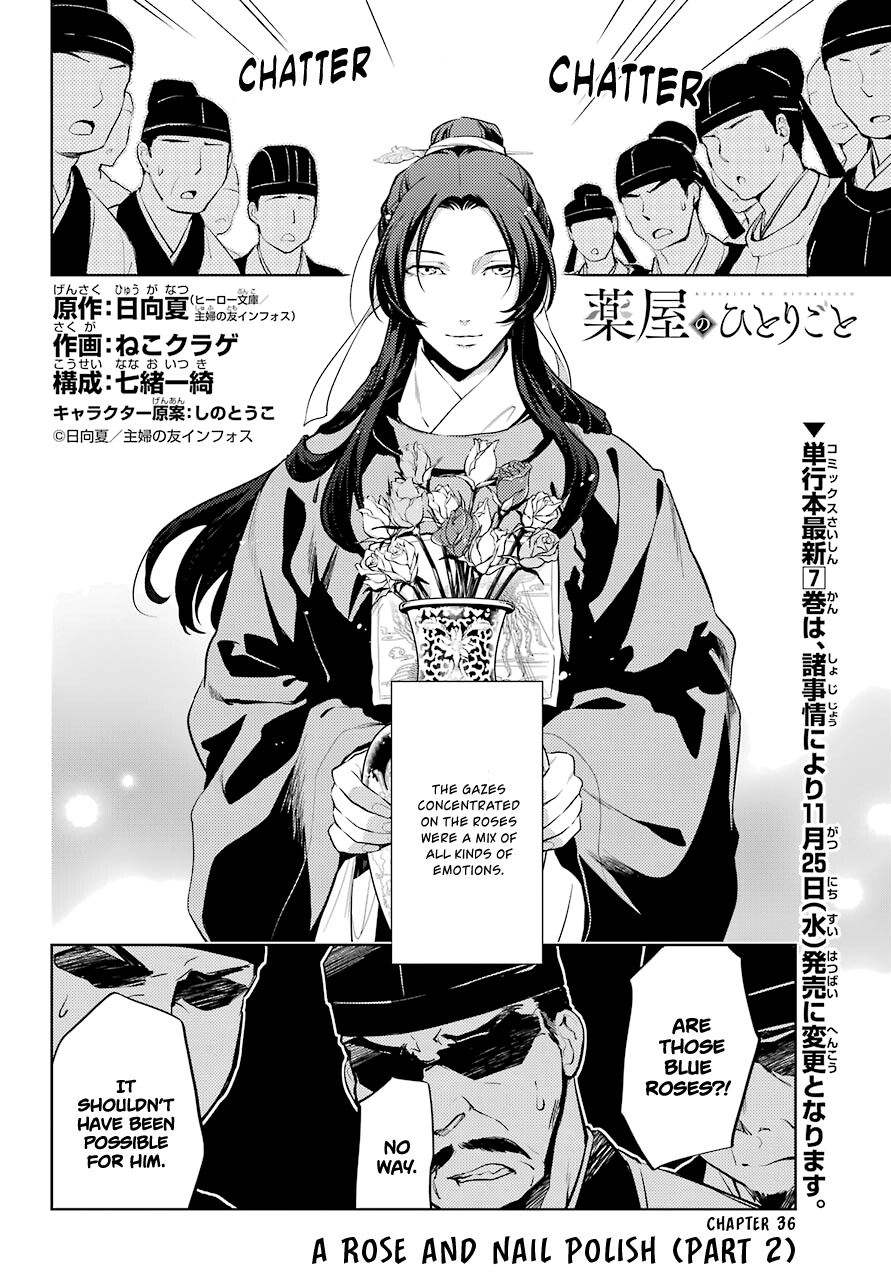 CHATTER
CHATTER
薬屋のひとりごと
原作:日向夏(ヒーロー文庫/主婦の友インフォス)
作画:ねこクラゲ
構成:七緒一綺
キャラクター原案:しのとうこ
©日向夏/主婦の友インフォス
▼単行本最新7巻は、諸事情により11月25日(水)発売に変更となります。
THE GAZES
CONCENTRATED
ON THE ROSES
WERE A MIX OF
ALL KINDS OF
EMOTIONS.
ARE
THOSE
BLUE
ROSES?!
NO
WAY.
IT
SHOULDN'T
HAVE BEEN
POSSIBLE
FOR HIM.
CHAPTER 36
A ROSE AND NAIL POLISH (PART 2)